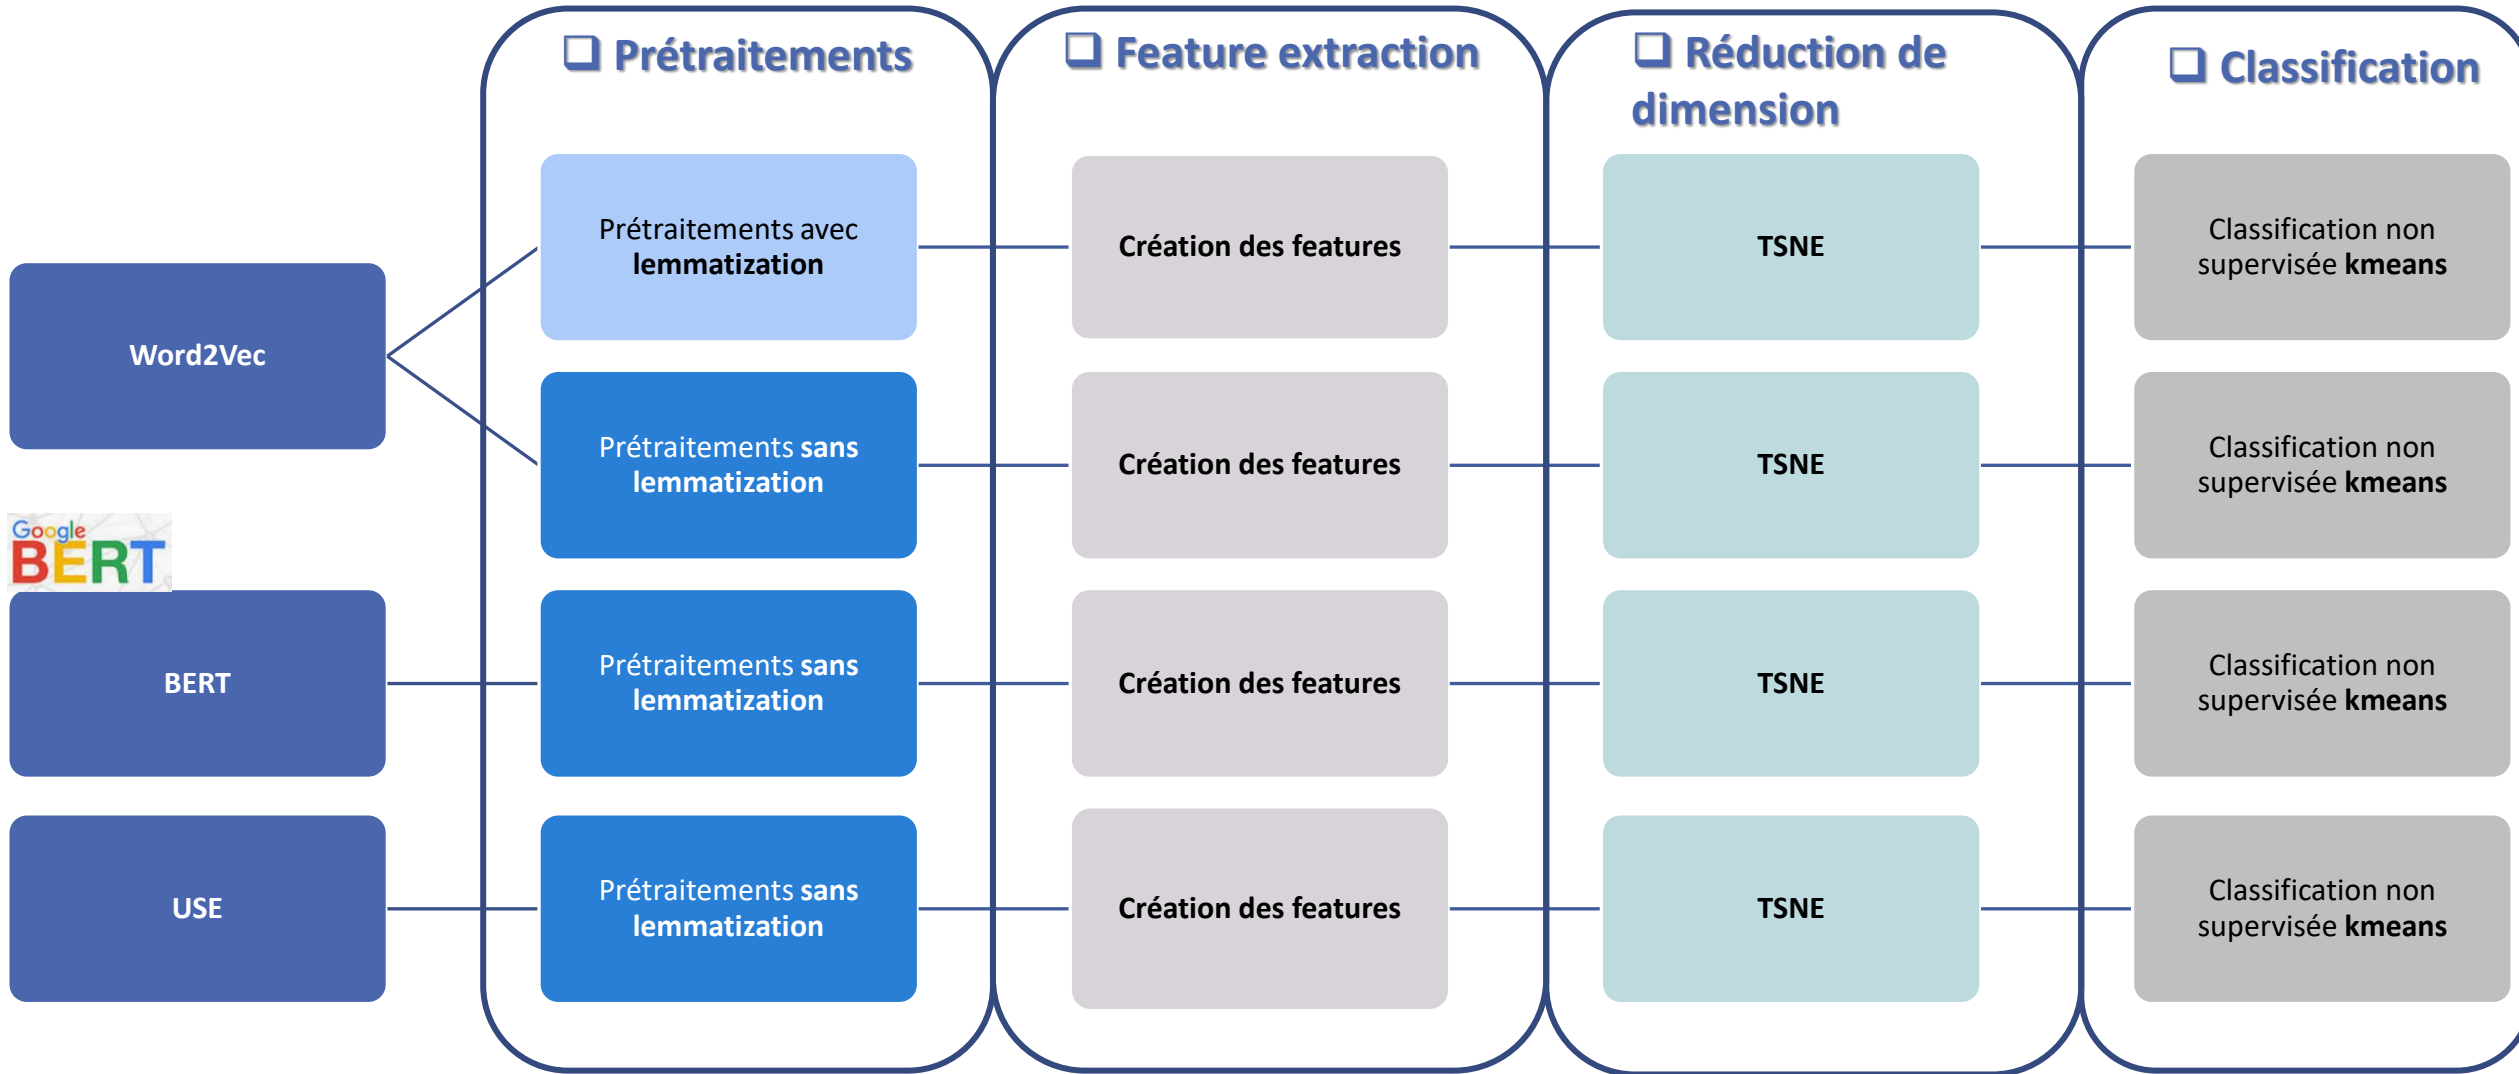 ❑ Prétraitements
❑ Feature extraction
❑ Réduction de
dimension
❑ Classification
Word2Vec
Prétraitements avec
lemmatization
Création des features
TSNE
Classification non
supervisée kmeans
Prétraitements sans
lemmatization
Création des features
TSNE
Classification non
supervisée kmeans
Google
BERT
BERT
Prétraitements sans
lemmatization
Création des features
TSNE
Classification non
supervisée kmeans
USE
Prétraitements sans
lemmatization
Création des features
TSNE
Classification non
supervisée kmeans